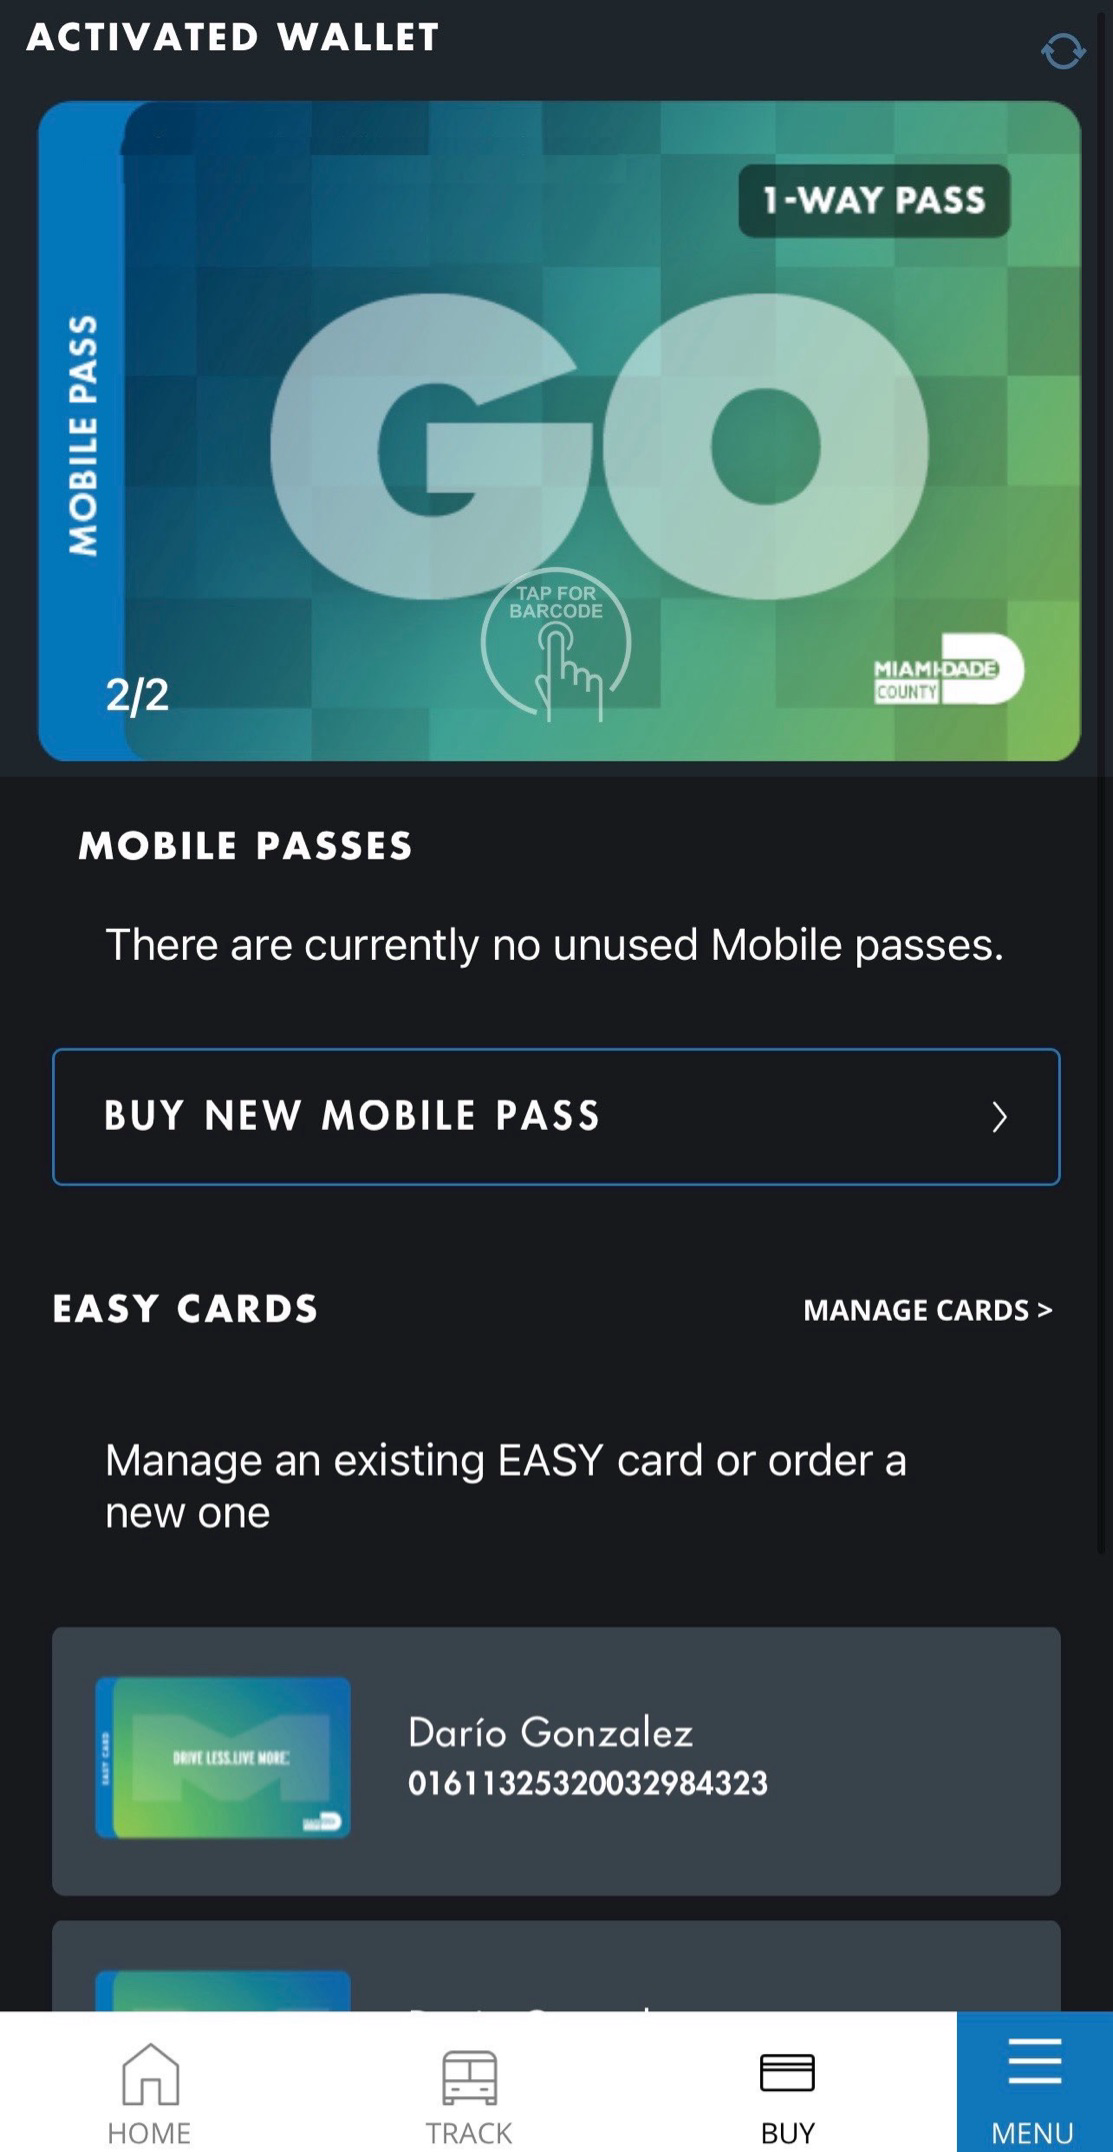 ACTIVATED WALLET
1-WAY PASS
MOBILE PASS
GO
TAP FOR
BARCODE
2/2
MIAMI-DADE
COUNTY
MOBILE PASSES
There are currently no unused Mobile passes.
BUY NEW MOBILE PASS
EASY CARDS
MANAGE CARDS >
Manage an existing EASY card or order a
new one
EASY CARD
M
DRIVE LESS. LIVE MORE.
Darío Gonzalez
01611325320032984323
HOME
TRACK
BUY
MENU